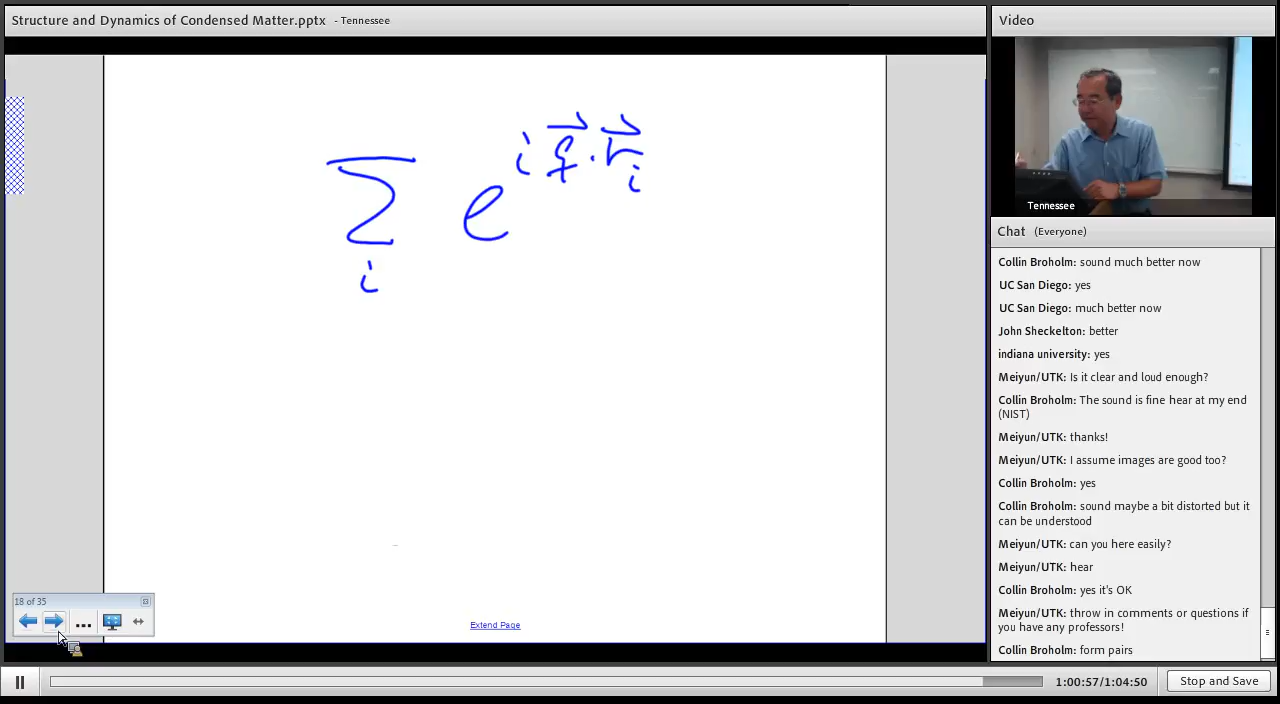 Structure and Dynamics of Condensed Matter.pptx - Tennessee
∑ e^{i q⃗ · r⃗_i}
i
18 of 35
...
Extend Page
Video
Tennessee
Chat (Everyone)
Collin Broholm: sound much better now
UC San Diego: yes
UC San Diego: much better now
John Sheckelton: better
indiana university: yes
Meiyun/UTK: Is it clear and loud enough?
Collin Broholm: The sound is fine hear at my end
(NIST)
Meiyun/UTK: thanks!
Meiyun/UTK: I assume images are good too?
Collin Broholm: yes
Collin Broholm: sound maybe a bit distorted but it
can be understood
Meiyun/UTK: can you here easily?
Meiyun/UTK: hear
Collin Broholm: yes it's OK
Meiyun/UTK: throw in comments or questions if
you have any professors!
Collin Broholm: form pairs
1:00:57/1:04:50
Stop and Save